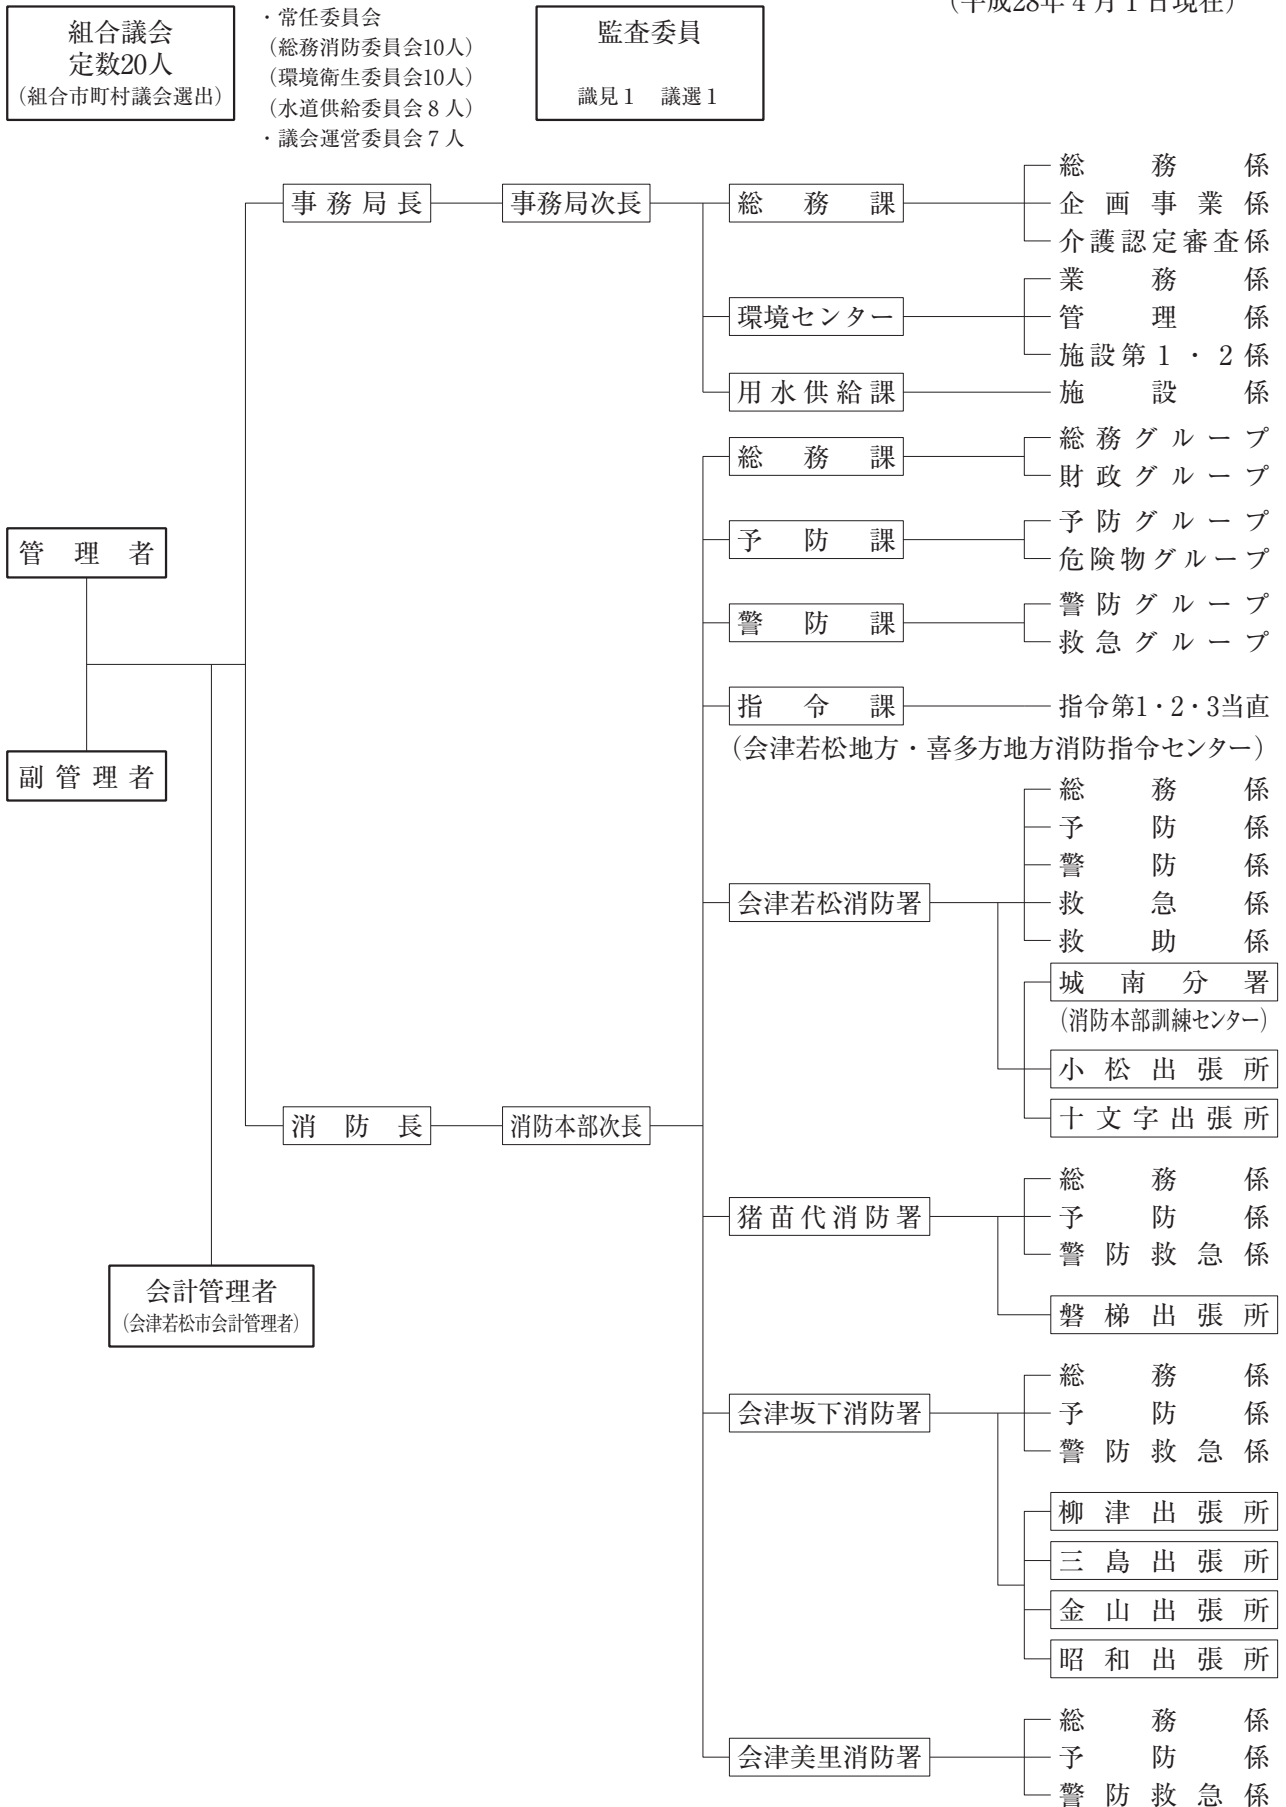 （平成28年４月１日現在）
組合議会
定数20人
（組合市町村議会選出）
・常任委員会
（総務消防委員会10人）
（環境衛生委員会10人）
（水道供給委員会８人）
・議会運営委員会７人
監査委員
識見１　議選１
管理者
副管理者
会計管理者
（会津若松市会計管理者）
事務局長
事務局次長
総務課
総務係
企画事業係
介護認定審査係
環境センター
業務係
管理係
施設第１・２係
用水供給課
施設係
消防長
消防本部次長
総務課
総務グループ
財政グループ
予防課
予防グループ
危険物グループ
警防課
警防グループ
救急グループ
指令課
指令第1・2・3当直
（会津若松地方・喜多方地方消防指令センター）
会津若松消防署
総務係
予防係
警防係
救急係
救助係
城南分署
（消防本部訓練センター）
小松出張所
十文字出張所
猪苗代消防署
総務係
予防係
警防救急係
磐梯出張所
会津坂下消防署
総務係
予防係
警防救急係
柳津出張所
三島出張所
金山出張所
昭和出張所
会津美里消防署
総務係
予防係
警防救急係